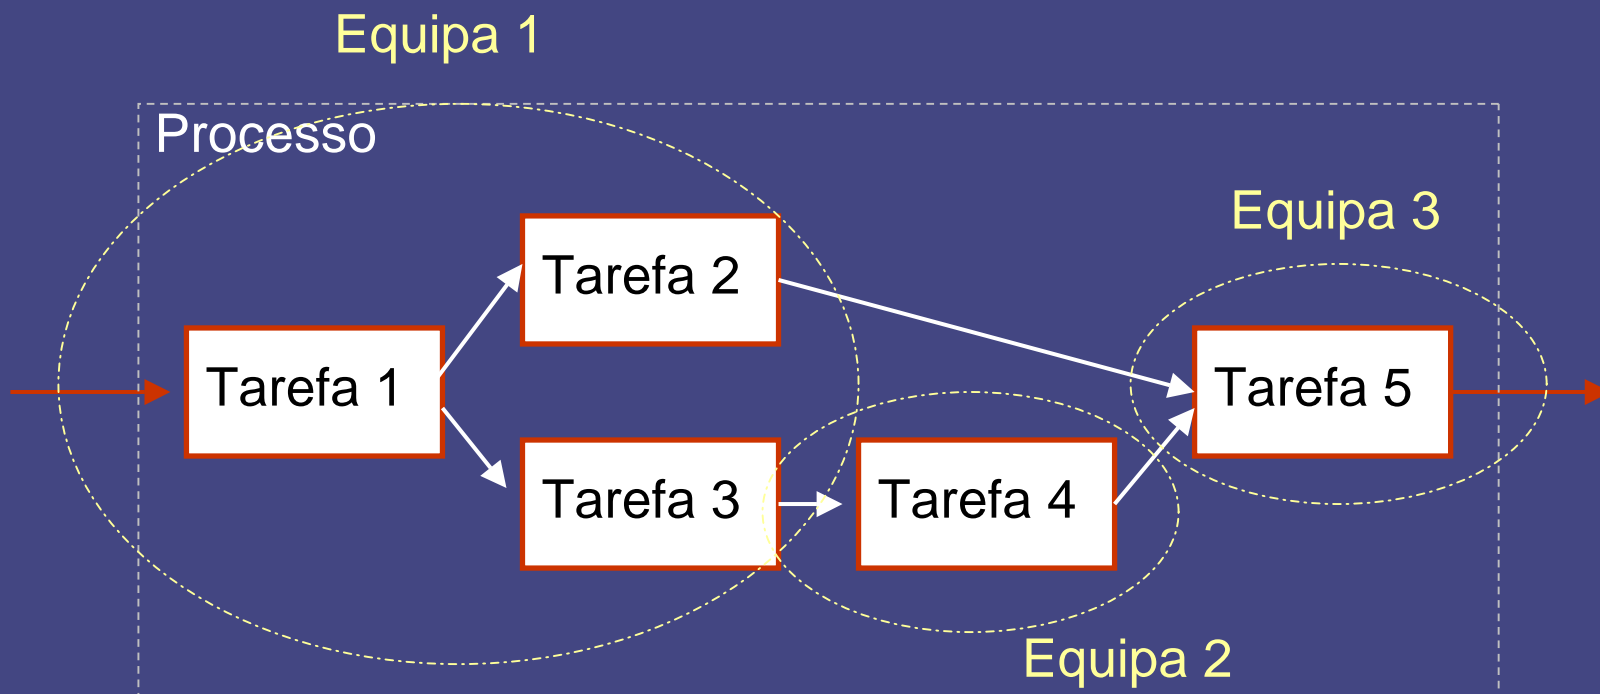 Equipa 1
Processo
Equipa 3
Tarefa 2
Tarefa 1
Tarefa 5
Tarefa 3
Tarefa 4
Equipa 2